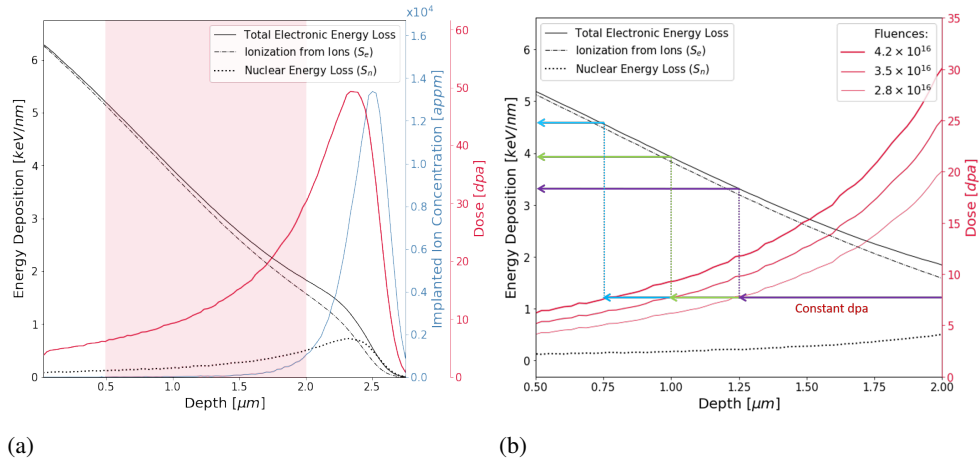 ×10⁴
Total Electronic Energy Loss
Ionization from Ions (Sₑ)
Nuclear Energy Loss (Sₙ)
Energy Deposition [keV/nm]
0
1
2
3
4
5
6
0.5
1.0
1.5
2.0
2.5
Depth [μm]
0.0
0.2
0.4
0.6
0.8
1.0
1.2
1.4
1.6
Implanted Ion Concentration [appm]
0
10
20
30
40
50
60
Dose [dpa]
(a)
Total Electronic Energy Loss
Ionization from Ions (Sₑ)
Nuclear Energy Loss (Sₙ)
Fluences:
4.2 × 10¹⁶
3.5 × 10¹⁶
2.8 × 10¹⁶
Energy Deposition [keV/nm]
0
1
2
3
4
5
6
Constant dpa
0.50
0.75
1.00
1.25
1.50
1.75
2.00
Depth [μm]
0
5
10
15
20
25
30
35
Dose [dpa]
(b)